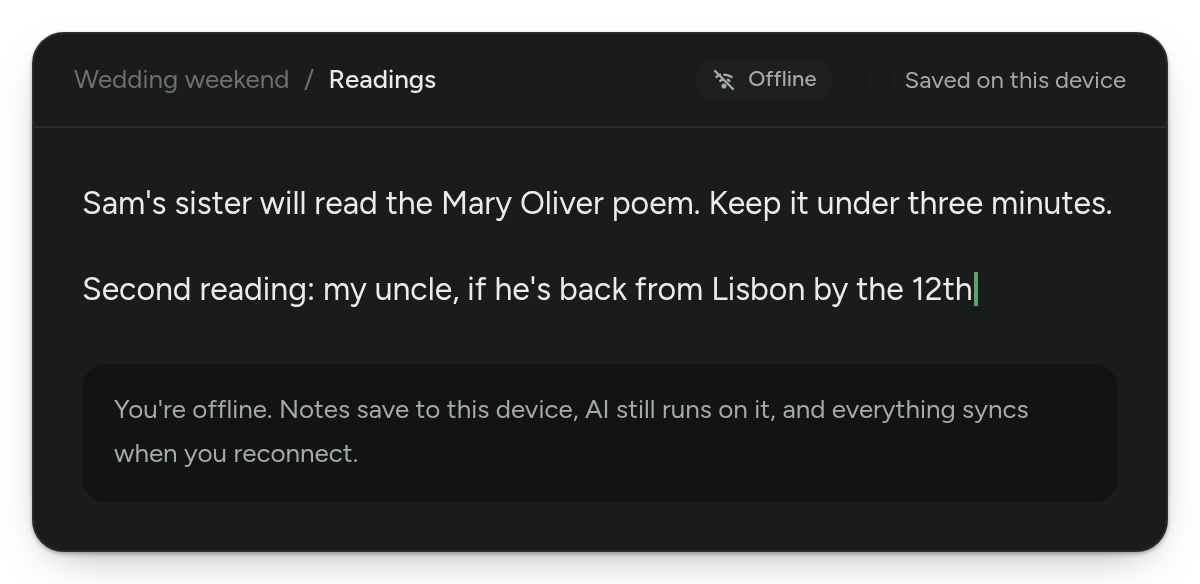 Wedding weekend / Readings
Offline
Saved on this device
Sam's sister will read the Mary Oliver poem. Keep it under three minutes.
Second reading: my uncle, if he's back from Lisbon by the 12th
You're offline. Notes save to this device, AI still runs on it, and everything syncs
when you reconnect.